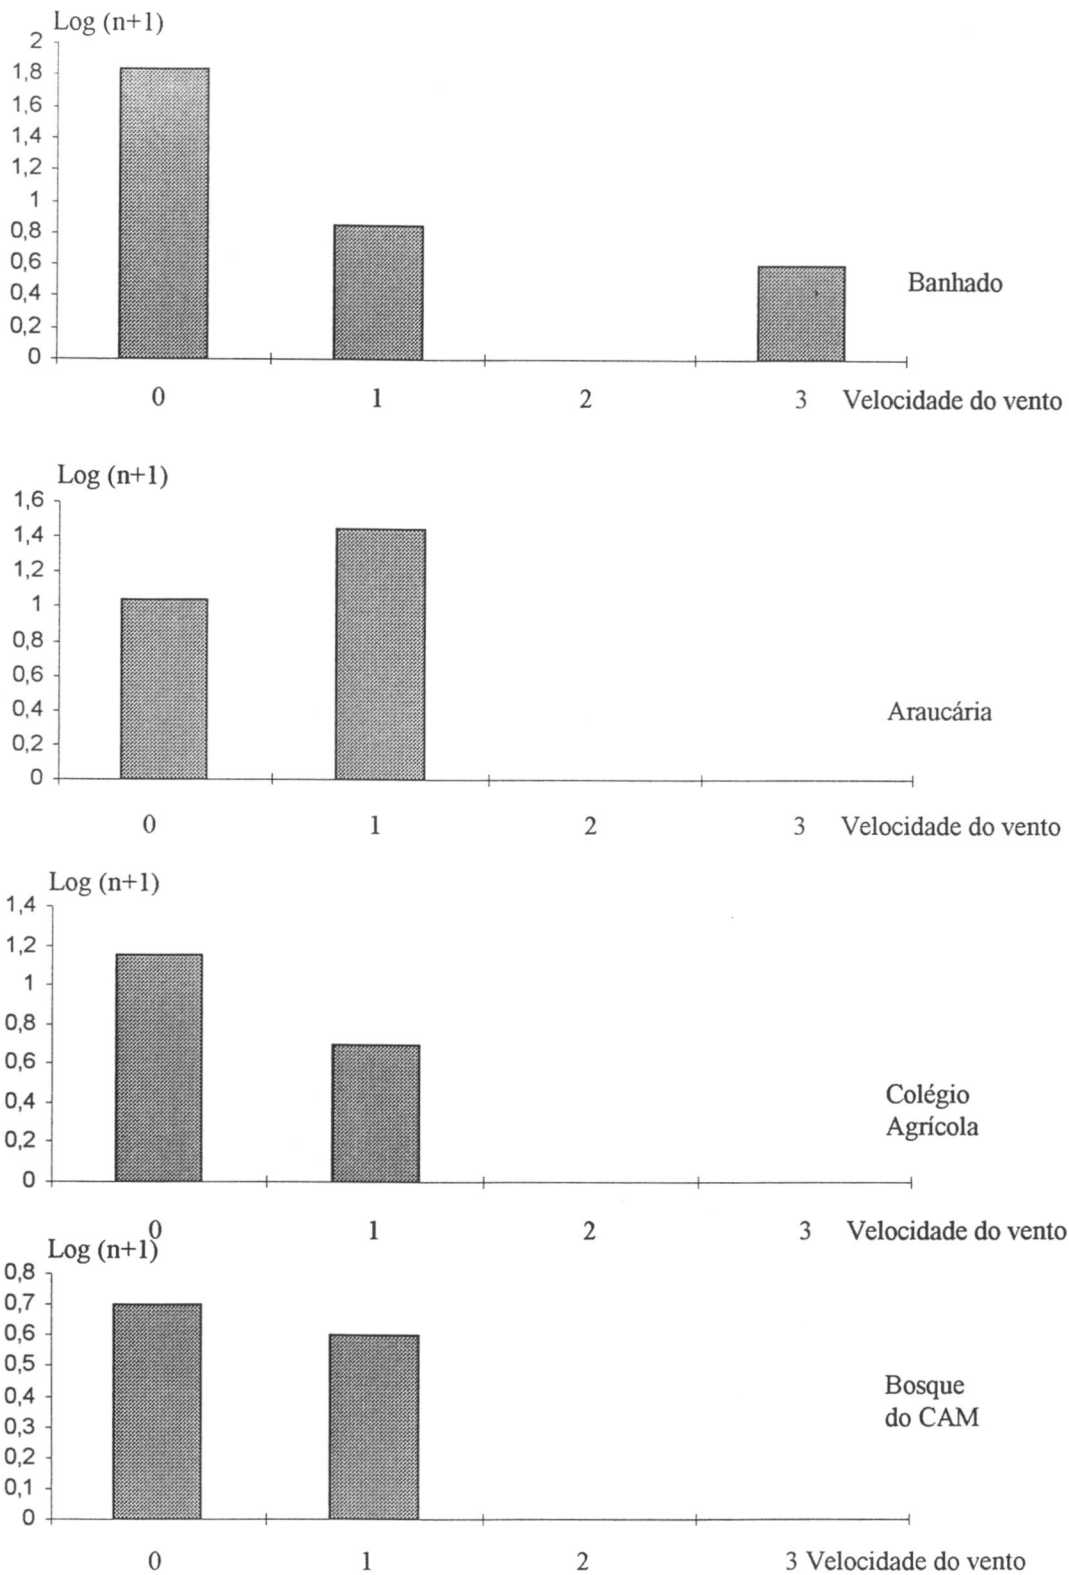 Log (n+1)
2
1,8
1,6
1,4
1,2
1
0,8
0,6
0,4
0,2
0
Banhado
0 1 2 3 Velocidade do vento
Log (n+1)
1,6
1,4
1,2
1
0,8
0,6
0,4
0,2
0
Araucária
0 1 2 3 Velocidade do vento
Log (n+1)
1,4
1,2
1
0,8
0,6
0,4
0,2
0
Colégio
Agrícola
0 1 2 3 Velocidade do vento
Log (n+1)
0,8
0,7
0,6
0,5
0,4
0,3
0,2
0,1
0
Bosque
do CAM
0 1 2 3 Velocidade do vento